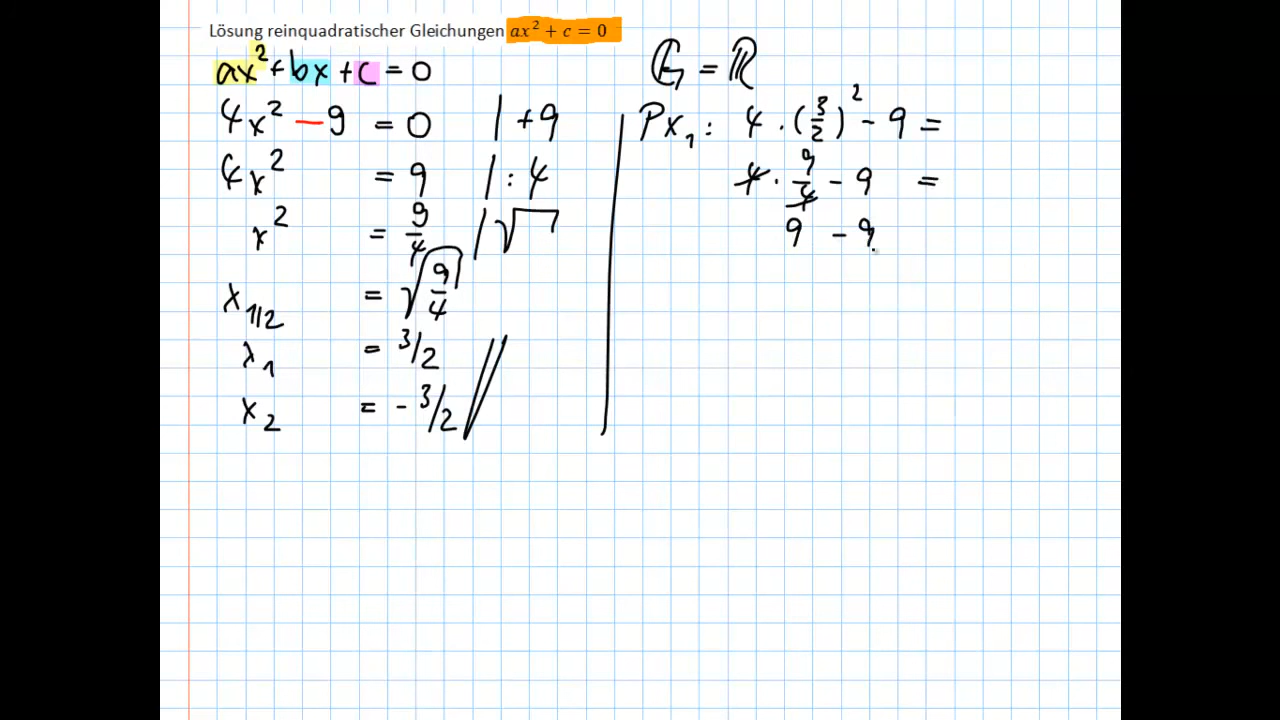 Lösung reinquadratischer Gleichungen ax² + c = 0
ax² + bx + c = 0
4x² - 9 = 0 | +9
4x² = 9 | : 4
x² = 9/4 | √
x₁/₂ = √(9/4)
x₁ = 3/2
x₂ = - 3/2 //
𝔾 = ℝ
Px₁: 4 · (3/2)² - 9 =
4 · 9/4 - 9 =
9 - 9